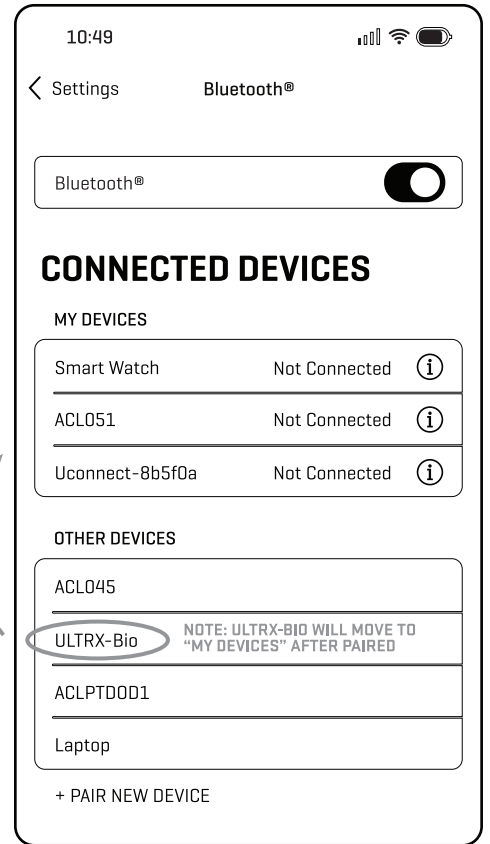 10:49
Settings Bluetooth®
Bluetooth®
CONNECTED DEVICES
MY DEVICES
Smart Watch Not Connected
ACL051 Not Connected
Uconnect-8b5f0a Not Connected
OTHER DEVICES
ACL045
ULTRX-Bio NOTE: ULTRX-BIO WILL MOVE TO
“MY DEVICES” AFTER PAIRED
ACLPTDOD1
Laptop
+ PAIR NEW DEVICE